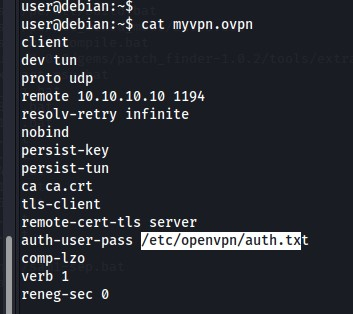 user@debian:~$
user@debian:~$ cat myvpn.ovpn
client
dev tun
proto udp
remote 10.10.10.10 1194
resolv-retry infinite
nobind
persist-key
persist-tun
ca ca.crt
tls-client
remote-cert-tls server
auth-user-pass /etc/openvpn/auth.txt
comp-lzo
verb 1
reneg-sec 0